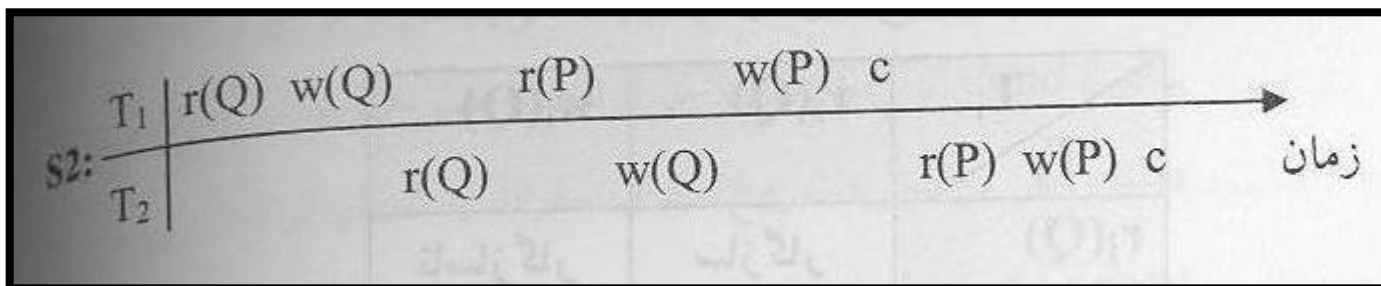 T₁ r(Q) w(Q) r(P) w(P) c
S2: زمان
T₂ r(Q) w(Q) r(P) w(P) c